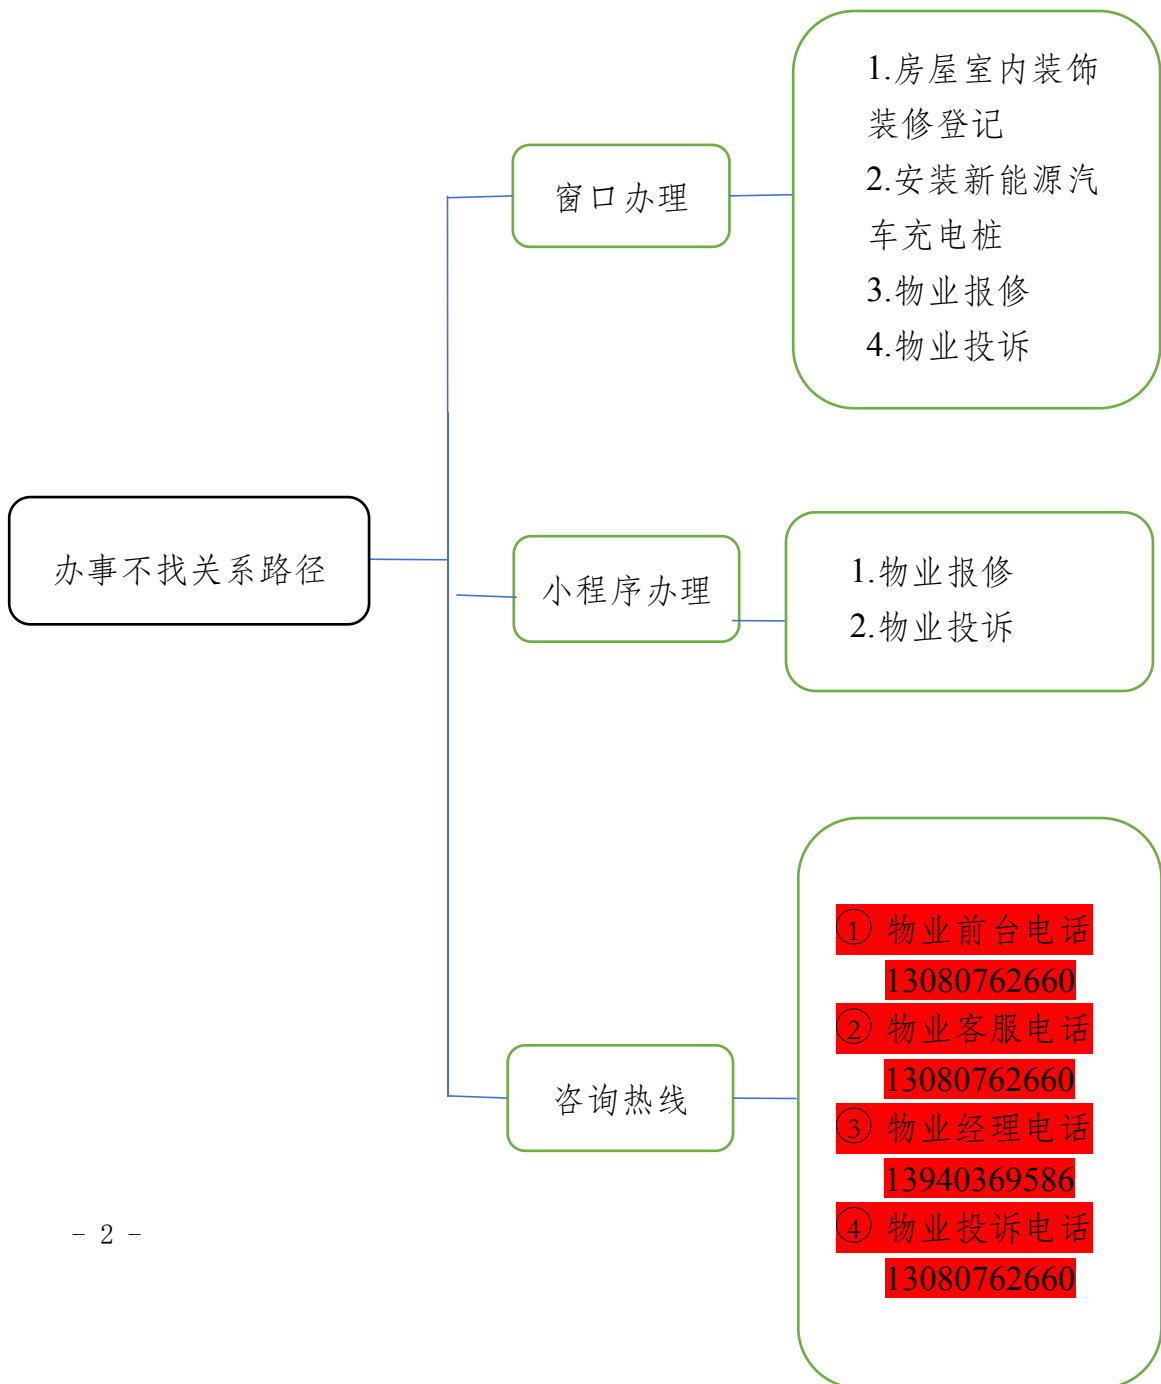 办事不找关系路径
窗口办理
1.房屋室内装饰
装修登记
2.安装新能源汽
车充电桩
3.物业报修
4.物业投诉
小程序办理
1.物业报修
2.物业投诉
咨询热线
① 物业前台电话
13080762660
② 物业客服电话
13080762660
③ 物业经理电话
13940369586
④ 物业投诉电话
13080762660
- 2 -